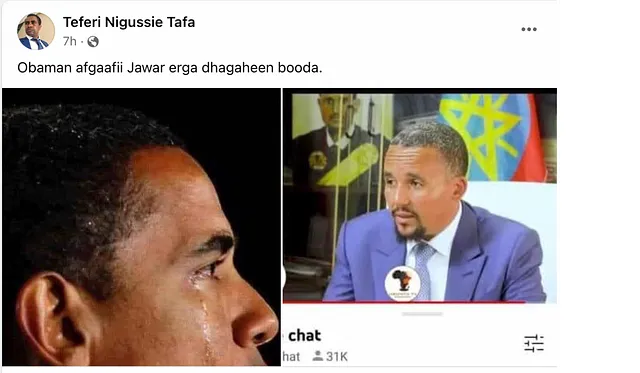 Teferi Nigussie Tafa
7h ·
Obaman afgaafii Jawar erga dhagaheen booda.
chat
hat 31K